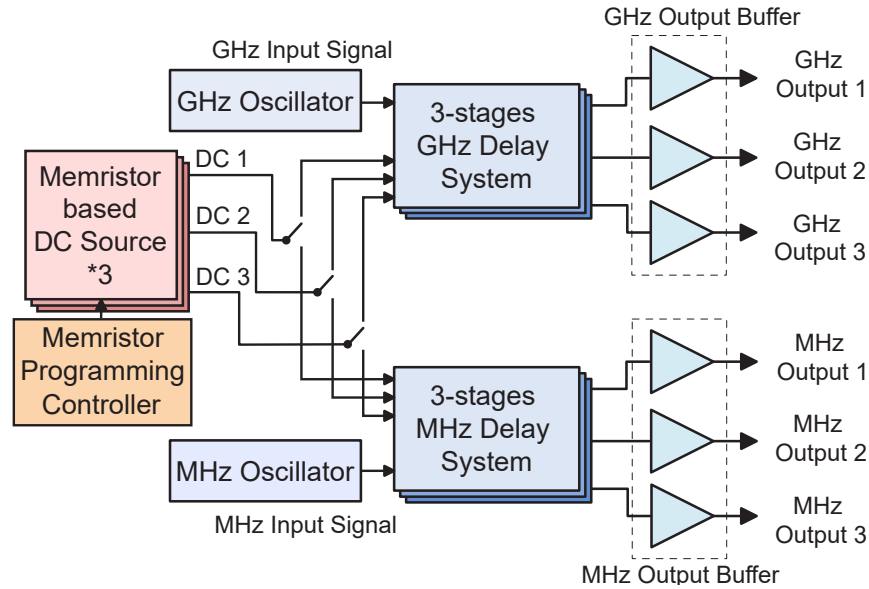 GHz Output Buffer
GHz Input Signal
GHz Oscillator
3-stages
GHz Delay
System
GHz
Output 1
GHz
Output 2
GHz
Output 3
Memristor
based
DC Source
*3
DC 1
DC 2
DC 3
Memristor
Programming
Controller
MHz Oscillator
MHz Input Signal
3-stages
MHz Delay
System
MHz
Output 1
MHz
Output 2
MHz
Output 3
MHz Output Buffer